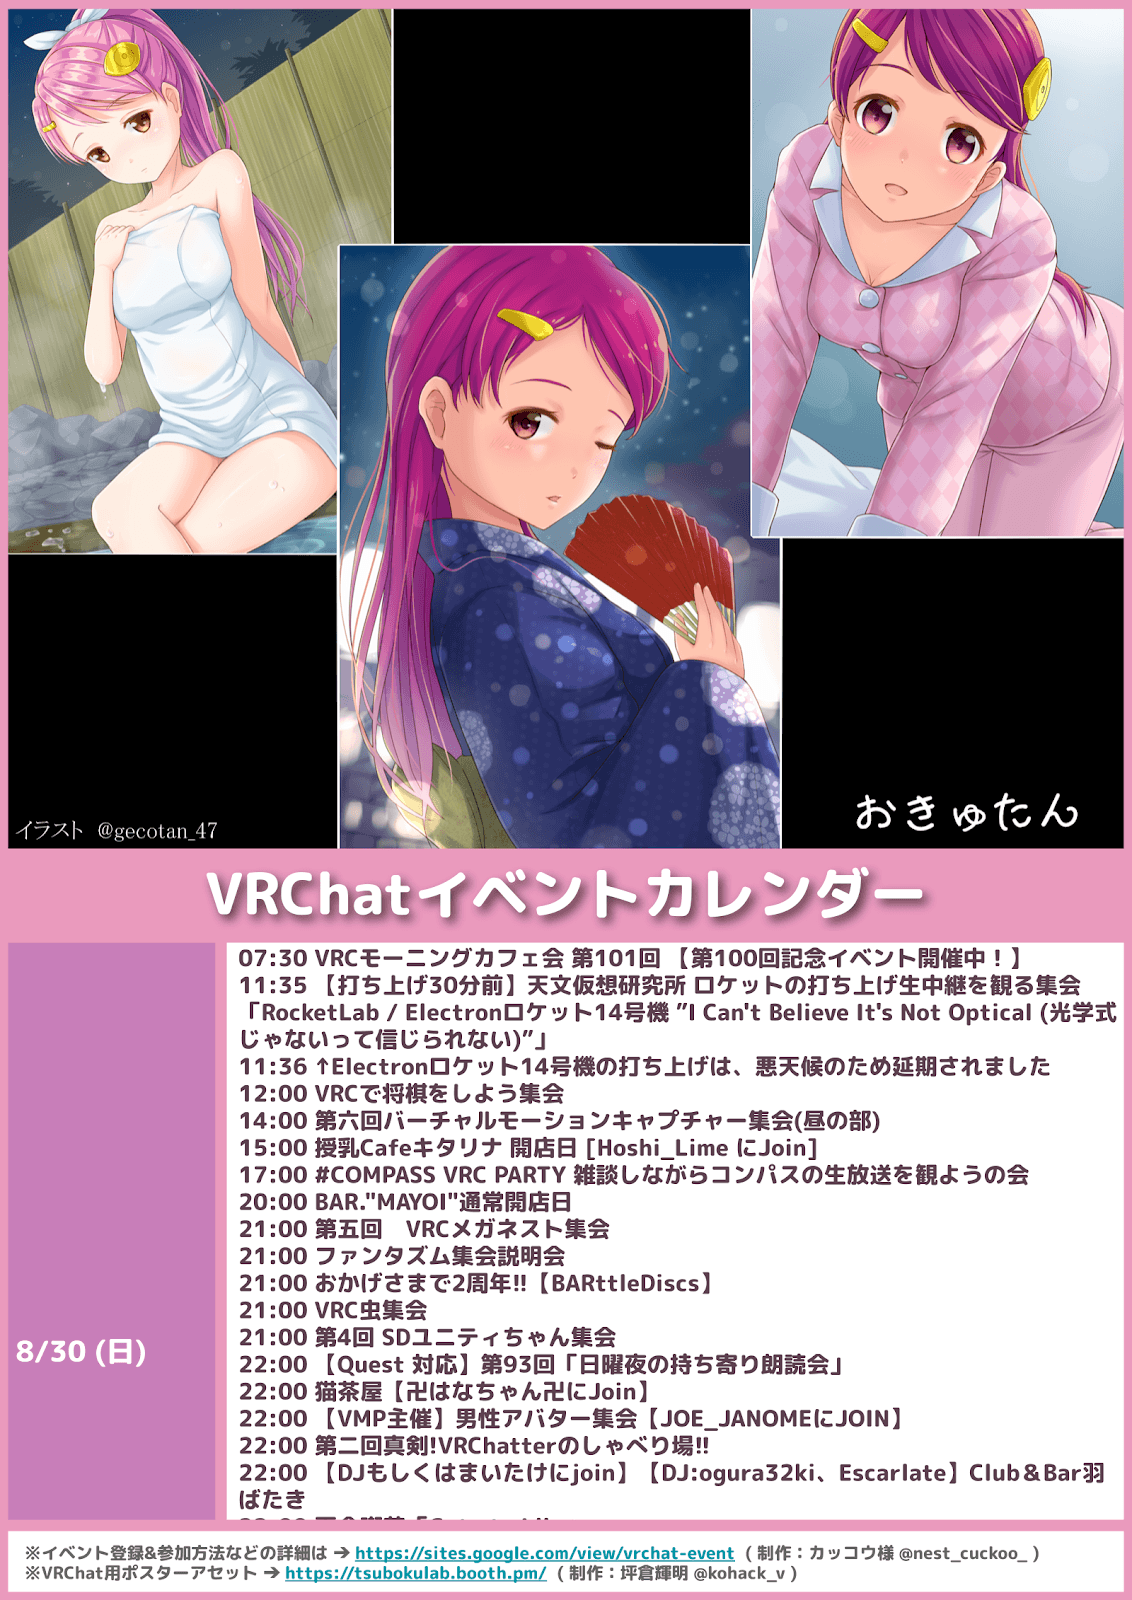 イラスト @gecotan_47
おきゅたん
VRChatイベントカレンダー
8/30 (日)
07:30 VRCモーニングカフェ会 第101回 【第100回記念イベント開催中！】
11:35 【打ち上げ30分前】天文仮想研究所 ロケットの打ち上げ生中継を観る集会
「RocketLab / Electronロケット14号機 ”I Can't Believe It's Not Optical (光学式
じゃないって信じられない)”」
11:36 ↑Electronロケット14号機の打ち上げは、悪天候のため延期されました
12:00 VRCで将棋をしよう集会
14:00 第六回バーチャルモーションキャプチャー集会(昼の部)
15:00 授乳Cafeキタリナ 開店日 [Hoshi_Lime にJoin]
17:00 #COMPASS VRC PARTY 雑談しながらコンパスの生放送を観ようの会
20:00 BAR."MAYOI"通常開店日
21:00 第五回　VRCメガネスト集会
21:00 ファンタズム集会説明会
21:00 おかげさまで2周年!!【BARttleDiscs】
21:00 VRC虫集会
21:00 第4回 SDユニティちゃん集会
22:00 【Quest 対応】第93回「日曜夜の持ち寄り朗読会」
22:00 猫茶屋【卍はなちゃん卍にJoin】
22:00 【VMP主催】男性アバター集会【JOE_JANOMEにJOIN】
22:00 第二回真剣!VRChatterのしゃべり場!!
22:00 【DJもしくはまいたけにjoin】【DJ:ogura32ki、Escarlate】Club＆Bar羽
ばたき
※イベント登録&参加方法などの詳細は ➔ https://sites.google.com/view/vrchat-event （ 制作：カッコウ様 @nest_cuckoo_ ）
※VRChat用ポスターアセット ➔ https://tsubokulab.booth.pm/ （ 制作：坪倉輝明 @kohack_v ）